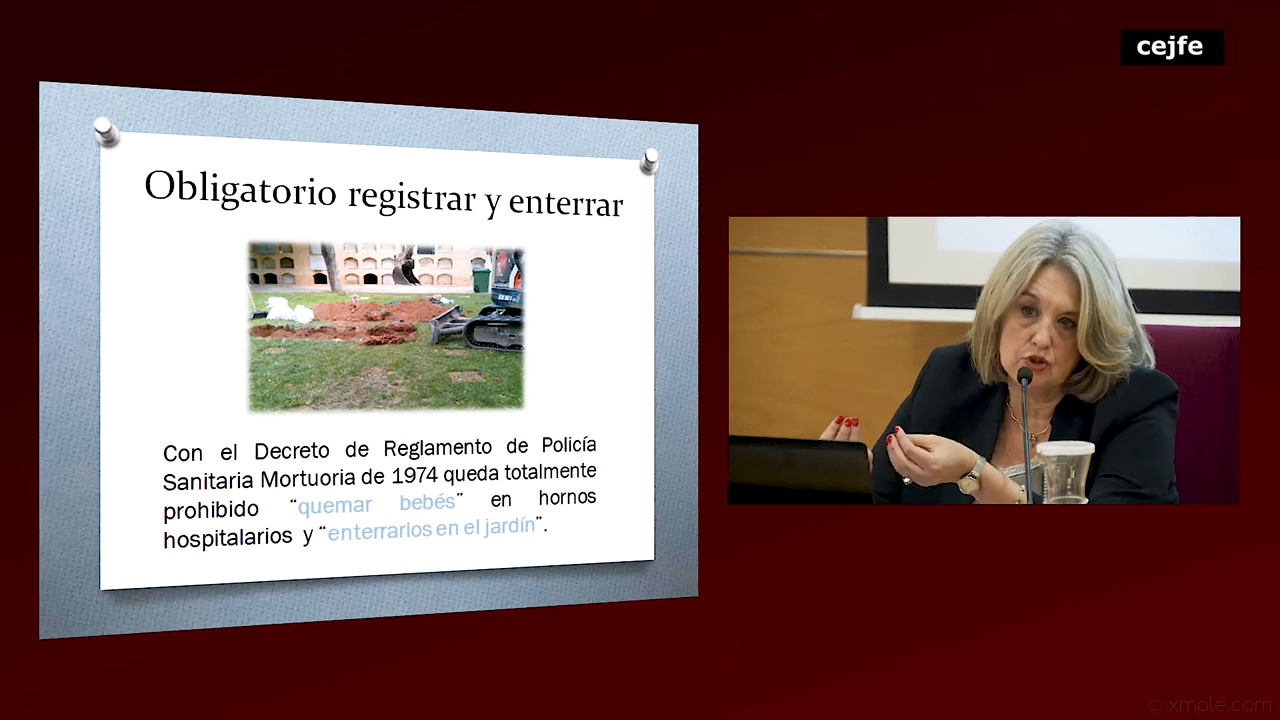 cejfe
Obligatorio registrar y enterrar
Con el Decreto de Reglamento de Policía
Sanitaria Mortuoria de 1974 queda totalmente
prohibido “quemar bebés” en hornos
hospitalarios y “enterrarlos en el jardín”.
© xmple.com